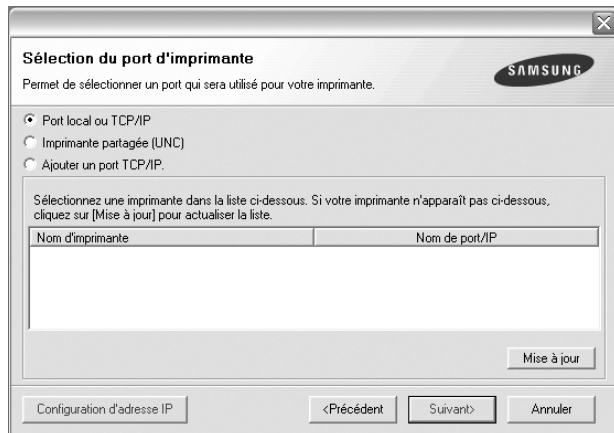 Sélection du port d'imprimante
Permet de sélectionner un port qui sera utilisé pour votre imprimante.
SAMSUNG
Port local ou TCP/IP
Imprimante partagée (UNC)
Ajouter un port TCP/IP.
Sélectionnez une imprimante dans la liste ci-dessous. Si votre imprimante n'apparaît pas ci-dessous,
cliquez sur [Mise à jour] pour actualiser la liste.
Nom d'imprimante Nom de port/IP
Mise à jour
Configuration d'adresse IP <Précédent Suivant> Annuler